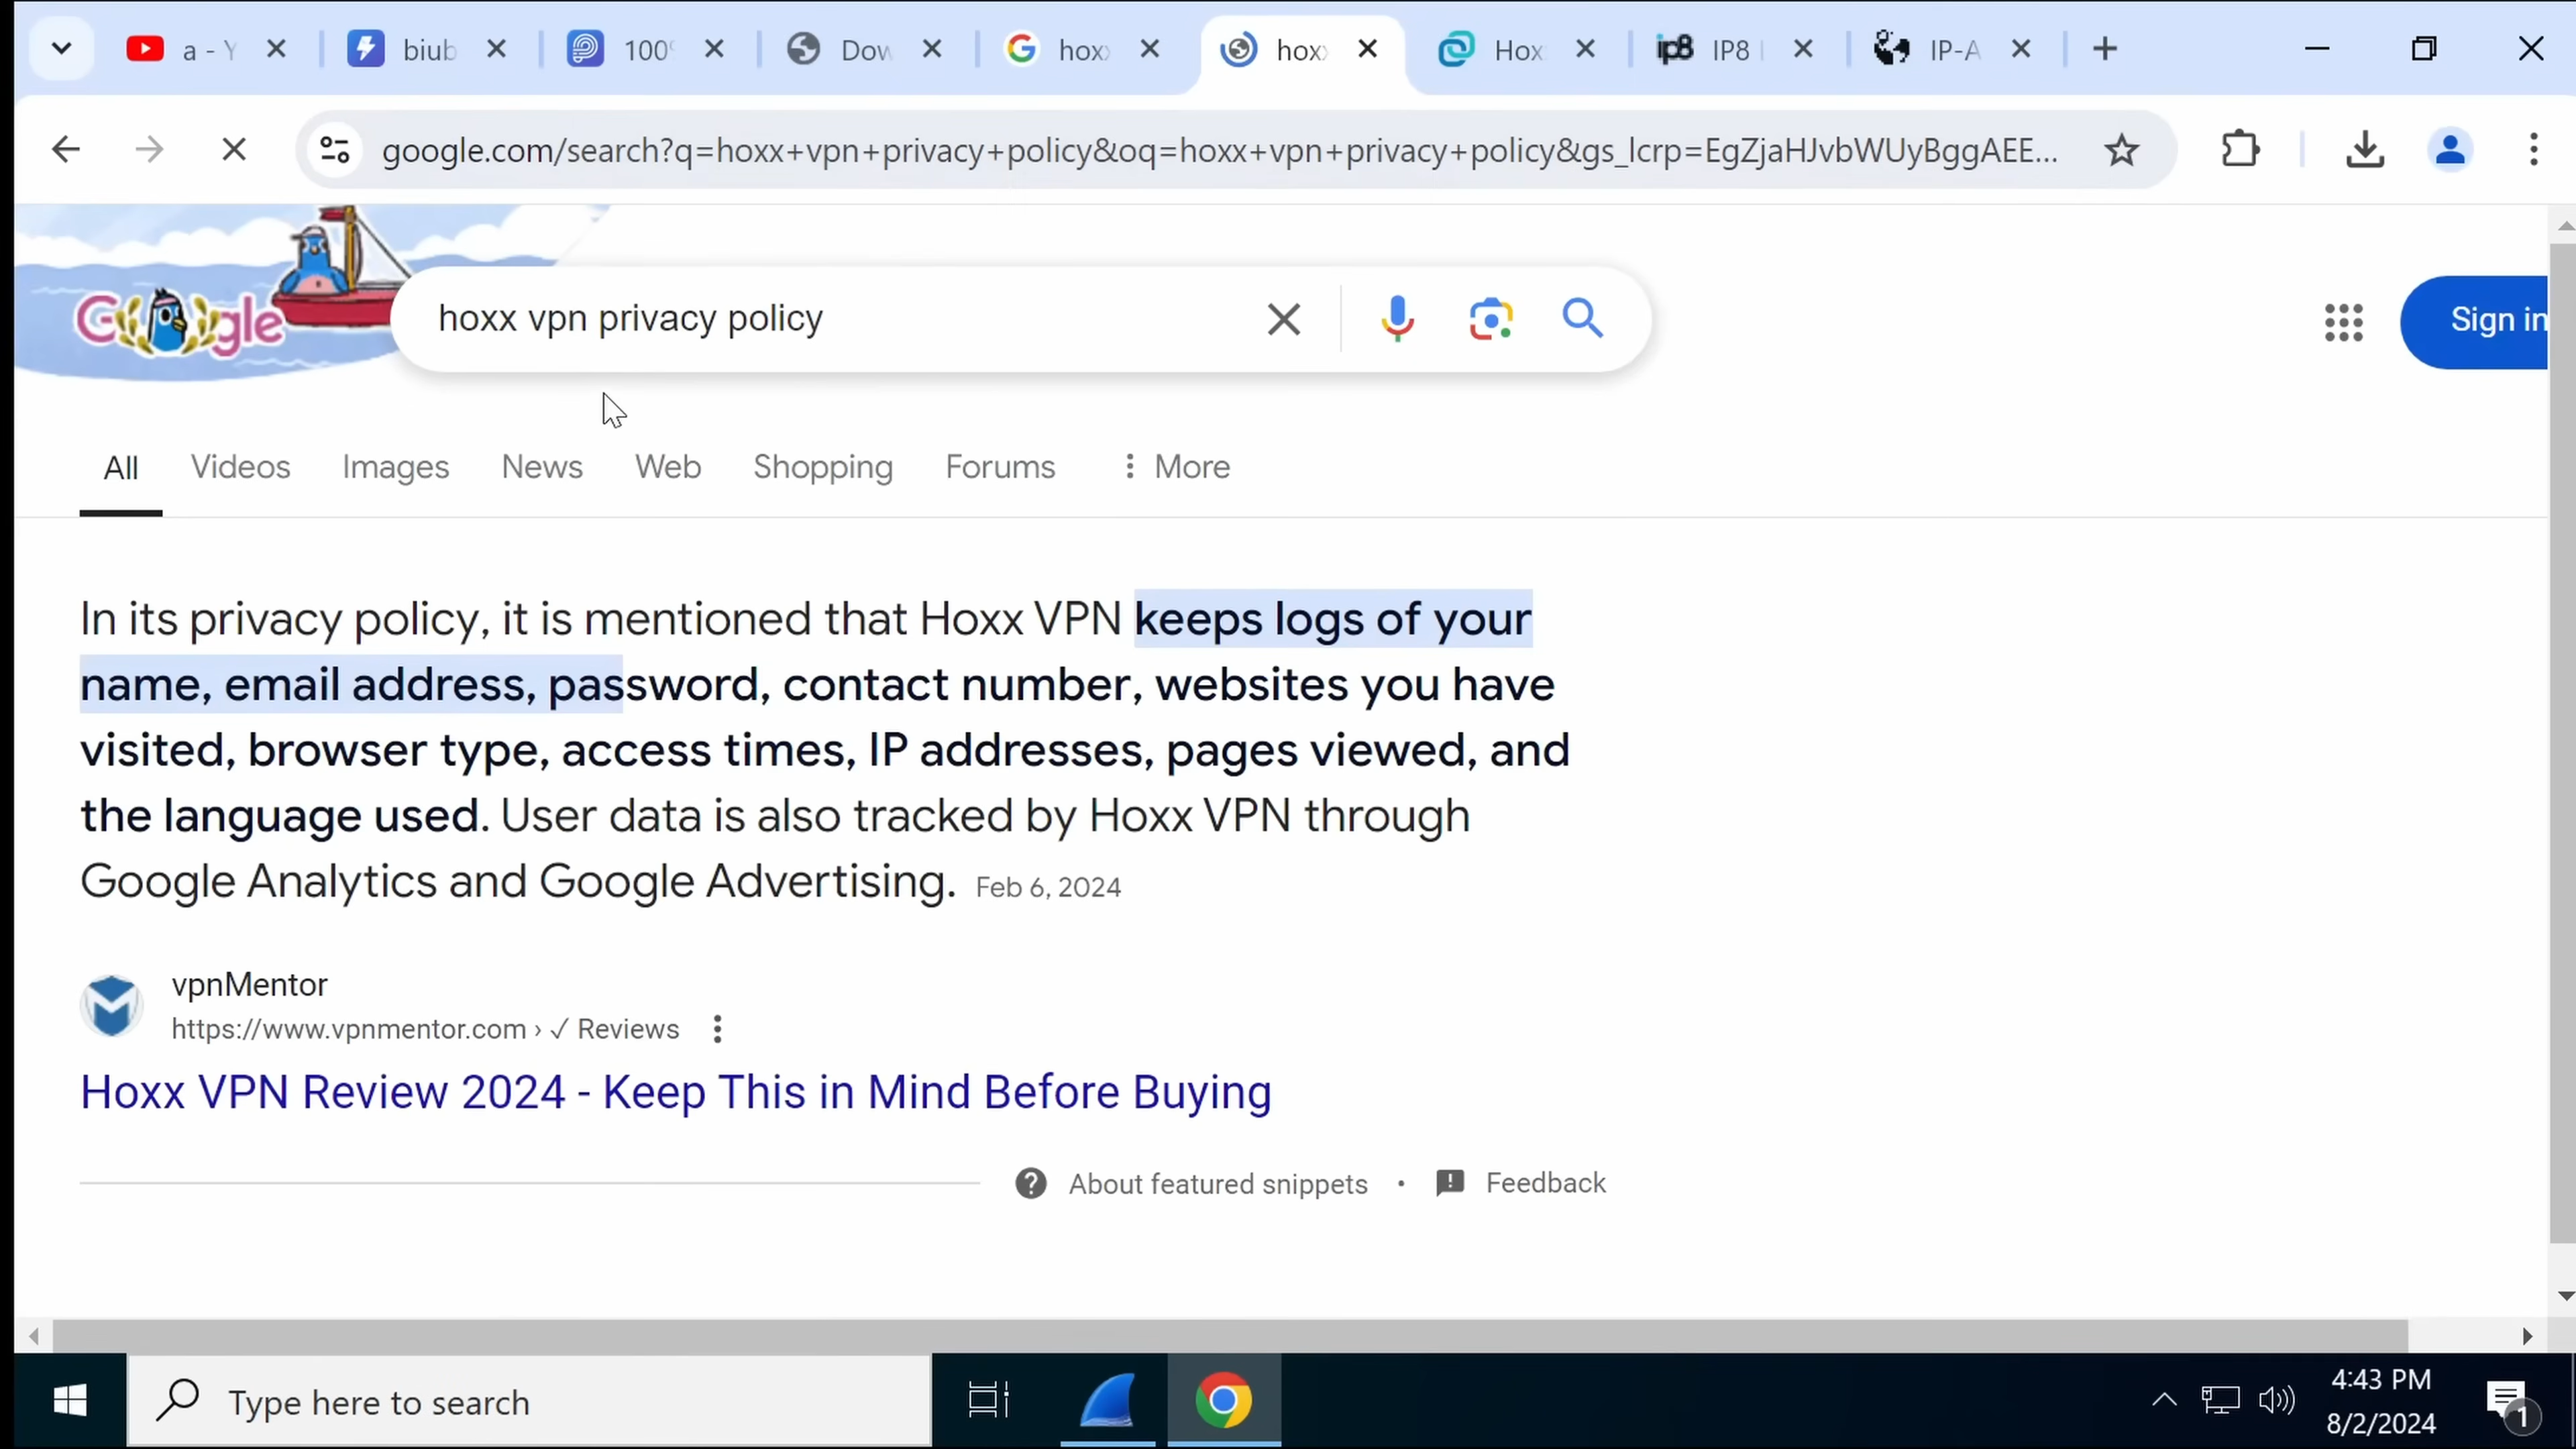 a - Y
biub
100%
Dow
hoxx
hoxx
Hox
ip8 IP8
IP-A
google.com/search?q=hoxx+vpn+privacy+policy&oq=hoxx+vpn+privacy+policy&gs_lcrp=EgZjaHJvbWUyBggAEE...
Google
hoxx vpn privacy policy
Sign in
All Videos Images News Web Shopping Forums More
In its privacy policy, it is mentioned that Hoxx VPN keeps logs of your
name, email address, password, contact number, websites you have
visited, browser type, access times, IP addresses, pages viewed, and
the language used. User data is also tracked by Hoxx VPN through
Google Analytics and Google Advertising. Feb 6, 2024
vpnMentor
https://www.vpnmentor.com › ✓ Reviews
Hoxx VPN Review 2024 - Keep This in Mind Before Buying
About featured snippets • Feedback
Type here to search
4:43 PM
8/2/2024
1